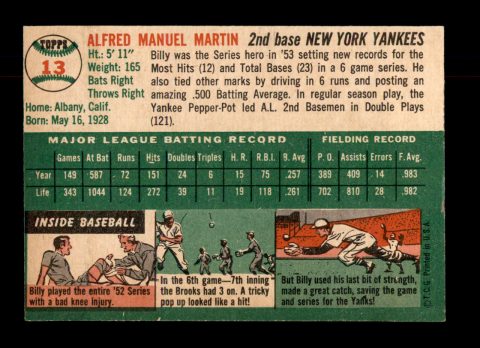 TOPPS
13
ALFRED MANUEL MARTIN 2nd base NEW YORK YANKEES
Ht.: 5' 11"
Weight: 165
Bats Right
Throws Right
Home: Albany, Calif.
Born: May 16, 1928
Billy was the Series hero in '53 setting new records for the
Most Hits (12) and Total Bases (23) in a 6 game series. He
also tied other marks by driving in 6 runs and posting an
amazing .500 Batting Average. In regular season play, the
Yankee Pepper-Pot led A.L. 2nd Basemen in Double Plays
(121).
MAJOR LEAGUE BATTING RECORD FIELDING RECORD
Games At Bat Runs Hits Doubles Triples H. R. R.B.I. B. Avg P. O. Assists Errors F. Avg.
Year 149 587 72 151 24 6 15 75 .257 389 409 14 .983
Life 343 1044 124 272 39 11 19 118 .261 702 810 28 .982
INSIDE BASEBALL
Billy played the entire '52 Series
with a bad knee injury.
In the 6th game—7th inning
the Brooks had 3 on. A tricky
pop up looked like a hit!
But Billy used his last bit of strength,
made a great catch, saving the game
and series for the Yanks!
© T.C.G. Printed in U.S.A.